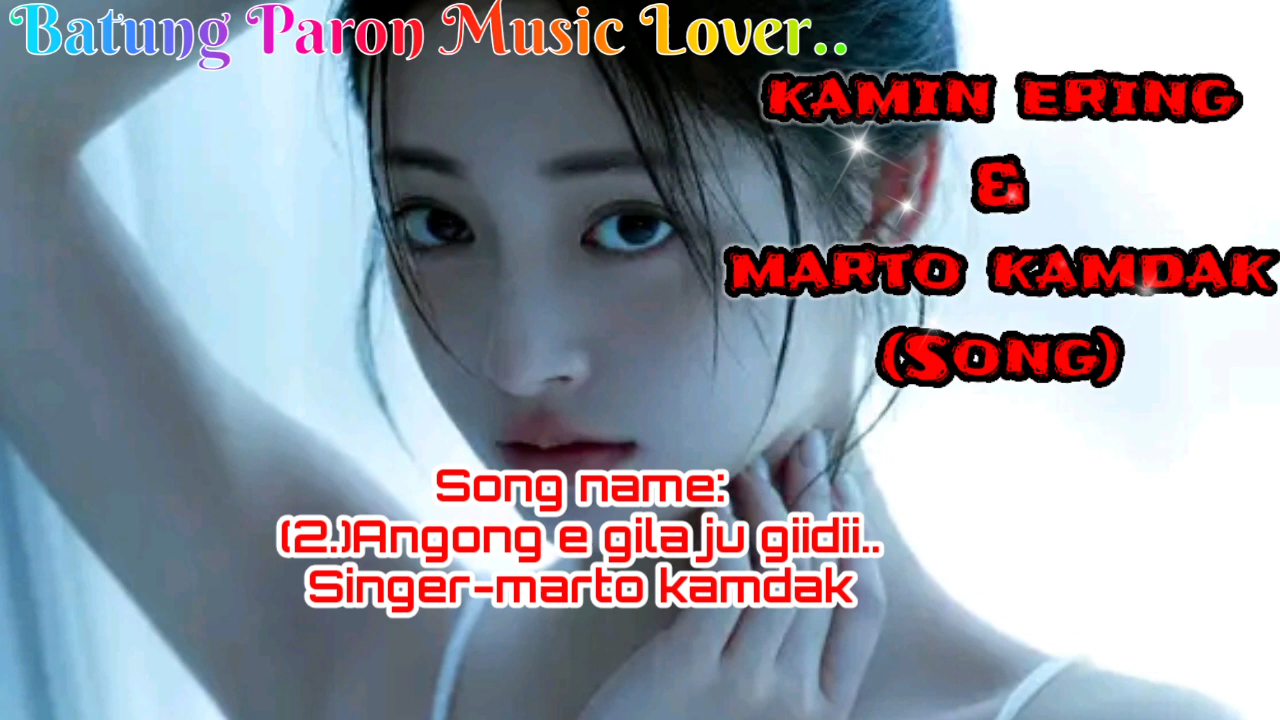 Batung Paron Music Lover..
KAMIN ERING
&
MARTO KAMDAK
(SONG)
Song name:
(2.)Angong e gila ju giidii..
Singer-marto kamdak